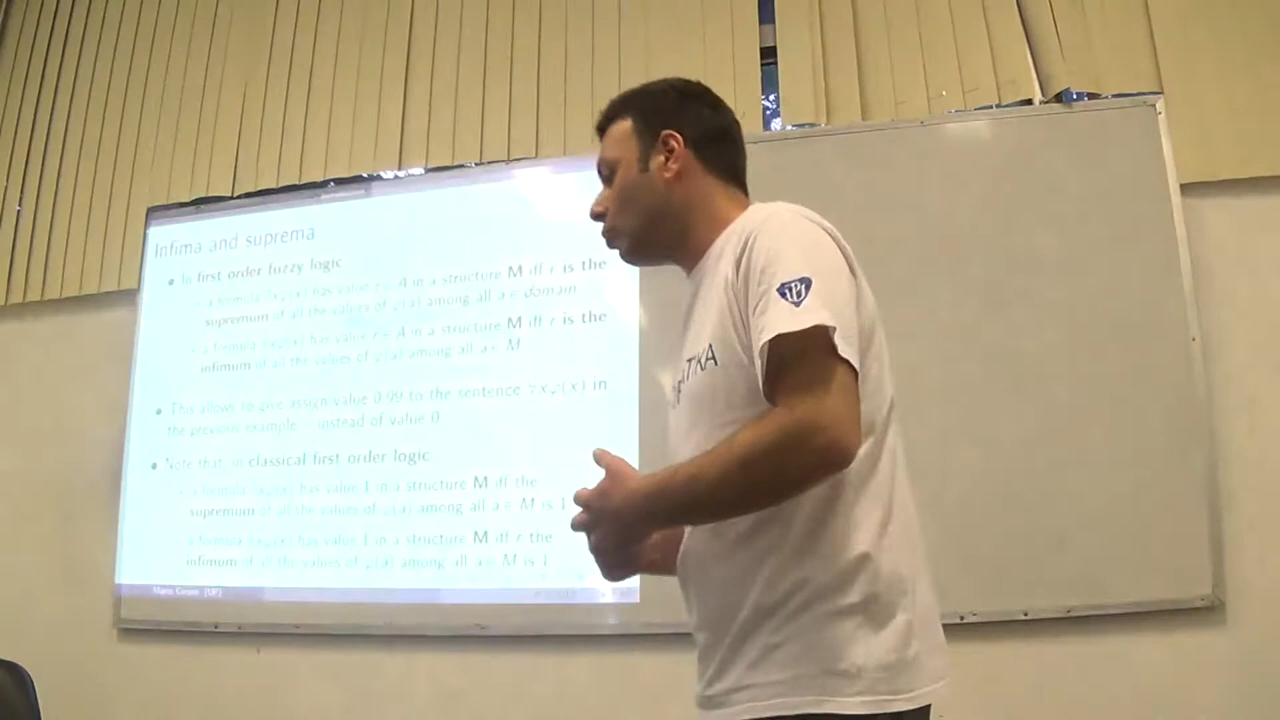 Infima and suprema
• In first order fuzzy logic
a formula ∃xφ(x) has value r ∈ A in a structure M iff r is the
supremum of all the values of φ(a) among all a ∈ domain
a formula ∀xφ(x) has value r ∈ A in a structure M iff r is the
infimum of all the values of φ(a) among all a ∈ M
• This allows to give assign value 0.99 to the sentence ∀xφ(x) in
the previous example instead of value 0
• Note that, in classical first order logic
a formula ∃xφ(x) has value 1 in a structure M iff the
supremum of all the values of φ(a) among all a ∈ M is 1
a formula ∀xφ(x) has value 1 in a structure M iff r the
infimum of all the values of φ(a) among all a ∈ M is 1
[UP]
UP
TIKA